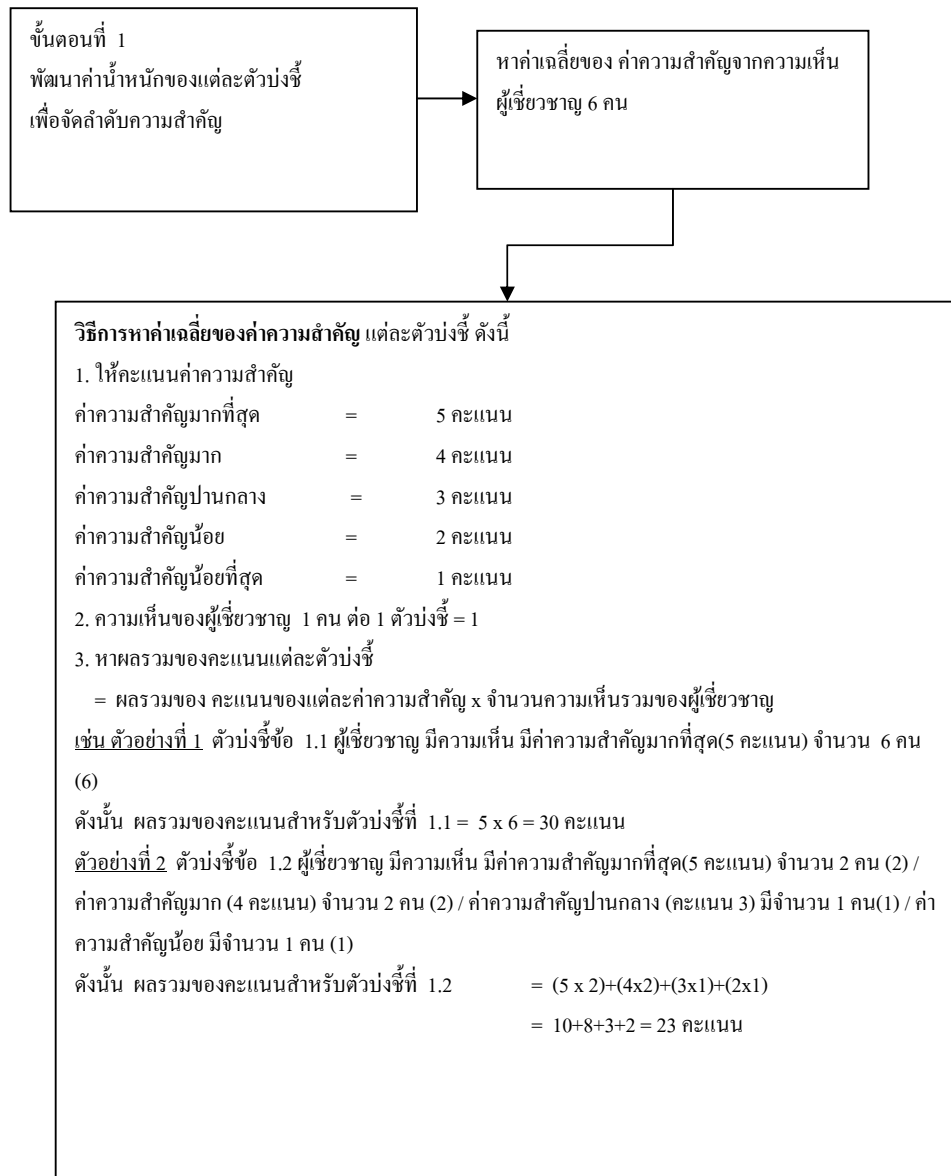 ขั้นตอนที่ 1
พัฒนาค่าน้ำหนักของแต่ละตัวบ่งชี้
เพื่อจัดลำดับความสำคัญ
หาค่าเฉลี่ยของ ค่าความสำคัญจากความเห็น
ผู้เชี่ยวชาญ 6 คน
วิธีการหาค่าเฉลี่ยของค่าความสำคัญ แต่ละตัวบ่งชี้ ดังนี้
1. ให้คะแนนค่าความสำคัญ
ค่าความสำคัญมากที่สุด = 5 คะแนน
ค่าความสำคัญมาก = 4 คะแนน
ค่าความสำคัญปานกลาง = 3 คะแนน
ค่าความสำคัญน้อย = 2 คะแนน
ค่าความสำคัญน้อยที่สุด = 1 คะแนน
2. ความเห็นของผู้เชี่ยวชาญ 1 คน ต่อ 1 ตัวบ่งชี้ = 1
3. หาผลรวมของคะแนนแต่ละตัวบ่งชี้
= ผลรวมของ คะแนนของแต่ละค่าความสำคัญ x จำนวนความเห็นรวมของผู้เชี่ยวชาญ
เช่น ตัวอย่างที่ 1 ตัวบ่งชี้ข้อ 1.1 ผู้เชี่ยวชาญ มีความเห็น มีค่าความสำคัญมากที่สุด(5 คะแนน) จำนวน 6 คน
(6)
ดังนั้น ผลรวมของคะแนนสำหรับตัวบ่งชี้ที่ 1.1 = 5 x 6 = 30 คะแนน
ตัวอย่างที่ 2 ตัวบ่งชี้ข้อ 1.2 ผู้เชี่ยวชาญ มีความเห็น มีค่าความสำคัญมากที่สุด(5 คะแนน) จำนวน 2 คน (2) /
ค่าความสำคัญมาก (4 คะแนน) จำนวน 2 คน (2) / ค่าความสำคัญปานกลาง (คะแนน 3) มีจำนวน 1 คน(1) / ค่า
ความสำคัญน้อย มีจำนวน 1 คน (1)
ดังนั้น ผลรวมของคะแนนสำหรับตัวบ่งชี้ที่ 1.2 = (5 x 2)+(4x2)+(3x1)+(2x1)
= 10+8+3+2 = 23 คะแนน